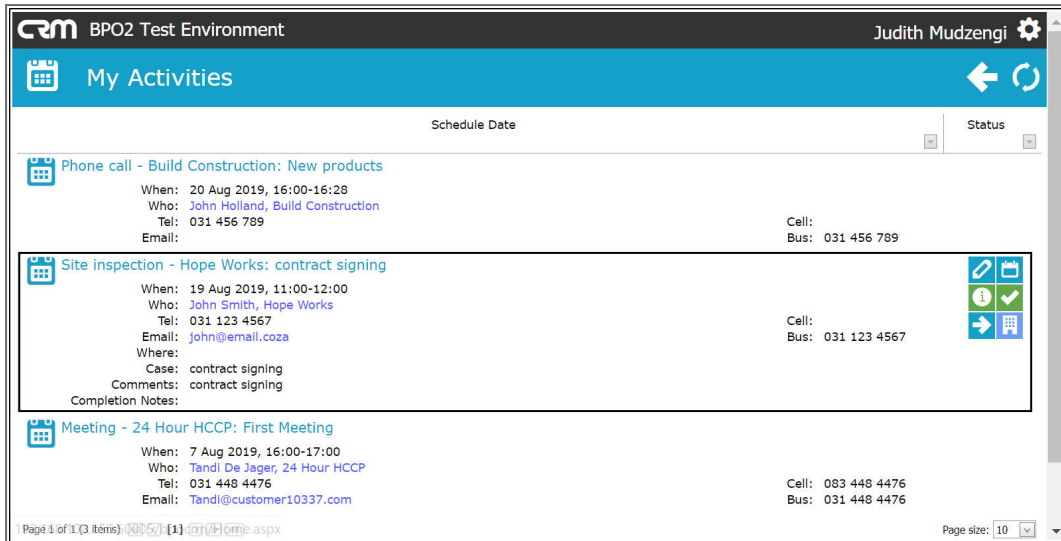 CRM BPO2 Test Environment Judith Mudzengi
My Activities
Schedule Date Status
Phone call - Build Construction: New products
When: 20 Aug 2019, 16:00-16:28
Who: John Holland, Build Construction
Tel: 031 456 789 Cell:
Email: Bus: 031 456 789
Site inspection - Hope Works: contract signing
When: 19 Aug 2019, 11:00-12:00
Who: John Smith, Hope Works
Tel: 031 123 4567 Cell:
Email: john@email.coza Bus: 031 123 4567
Where:
Case: contract signing
Comments: contract signing
Completion Notes:
Meeting - 24 Hour HCCP: First Meeting
When: 7 Aug 2019, 16:00-17:00
Who: Tandi De Jager, 24 Hour HCCP
Tel: 031 448 4476 Cell: 083 448 4476
Email: Tandi@customer10337.com Bus: 031 448 4476
Page 1 of 1 (3 items) [1] Page size: 10